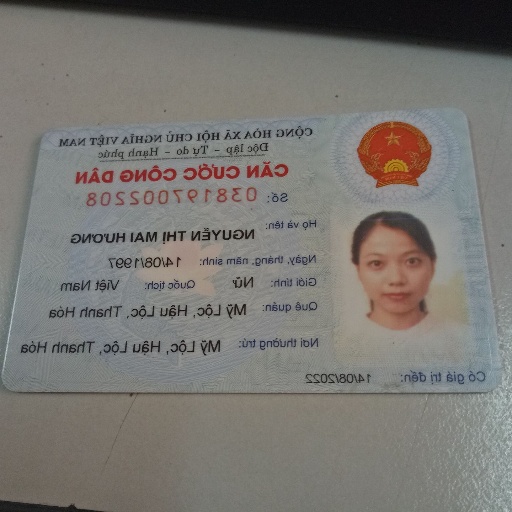 CỘNG HÒA XÃ HỘI CHỦ NGHĨA VIỆT NAM
Độc lập - Tự do - Hạnh phúc
CĂN CƯỚC CÔNG DÂN
Số: 038197002208
Họ và tên:
NGUYỄN THỊ MAI HƯƠNG
Ngày, tháng, năm sinh: 14/08/1997
Giới tính: Nữ Quốc tịch: Việt Nam
Quê quán: Mỹ Lộc, Hậu Lộc, Thanh Hóa
Nơi thường trú: Mỹ Lộc, Hậu Lộc, Thanh Hóa
Có giá trị đến: 14/08/2022